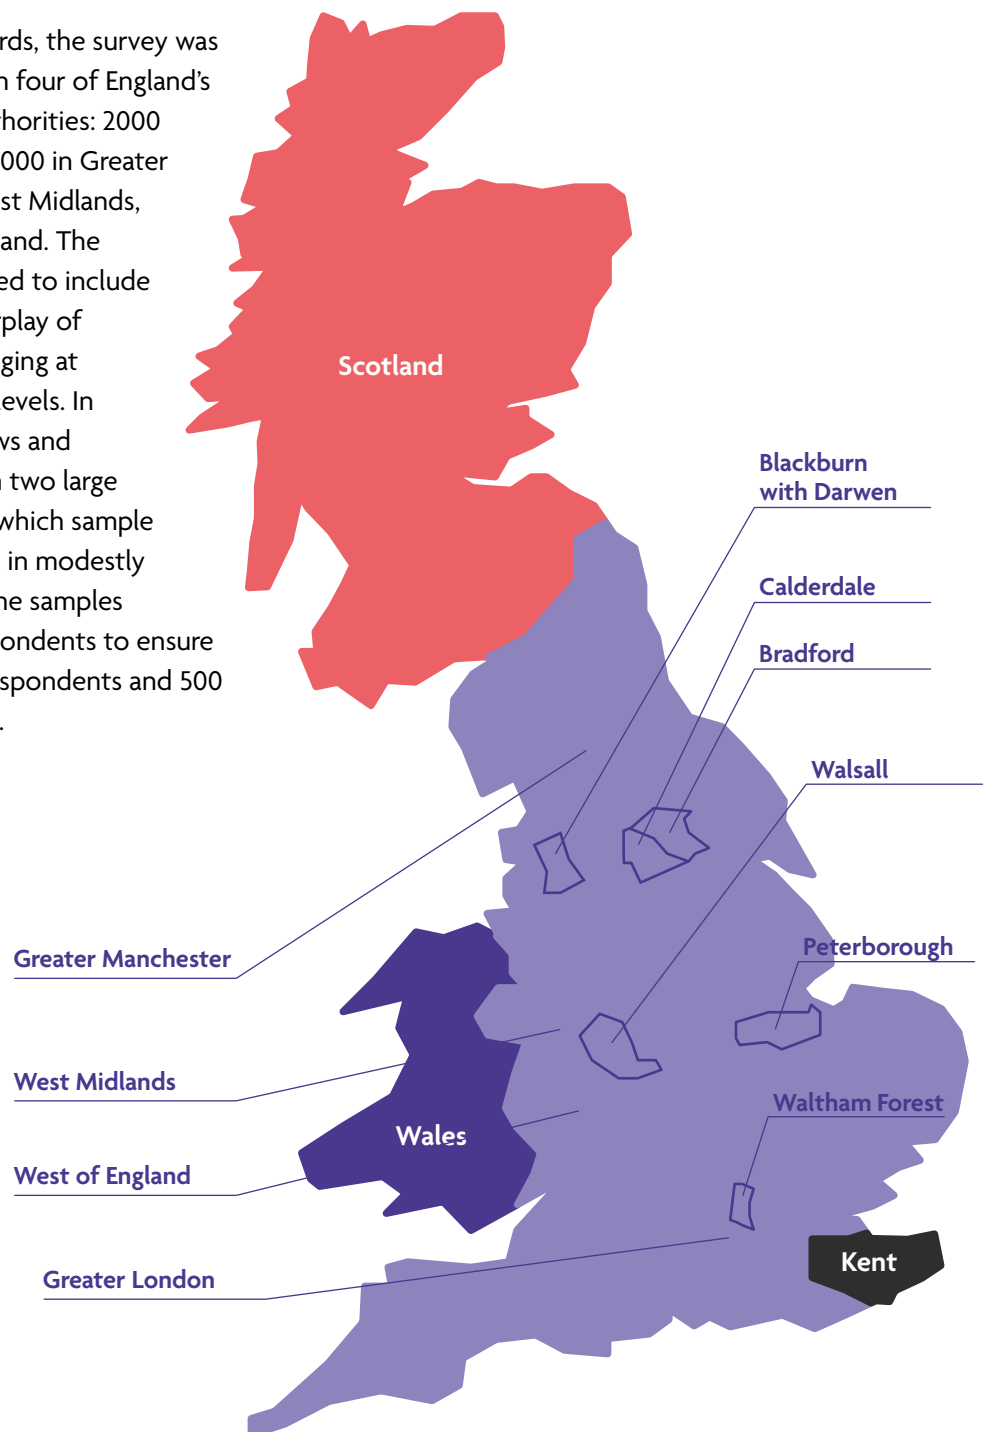 rds, the survey was
n four of England’s
horities: 2000
000 in Greater
st Midlands,
and. The
ed to include
rplay of
ging at
levels. In
ws and
n two large
which sample
in modestly
he samples
pondents to ensure
spondents and 500
.
Scotland
Blackburn
with Darwen
Calderdale
Bradford
Walsall
Greater Manchester
Peterborough
West Midlands
Waltham Forest
Wales
West of England
Kent
Greater London